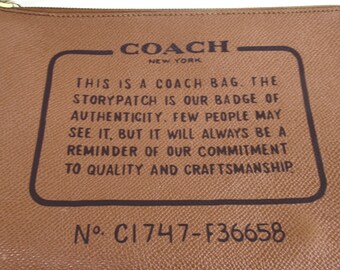 COACH
NEW YORK
THIS IS A COACH BAG. THE
STORYPATCH IS OUR BADGE OF
AUTHENTICITY. FEW PEOPLE MAY
SEE IT, BUT IT WILL ALWAYS BE A
REMINDER OF OUR COMMITMENT
TO QUALITY AND CRAFTSMANSHIP.
No. C1747-F36658